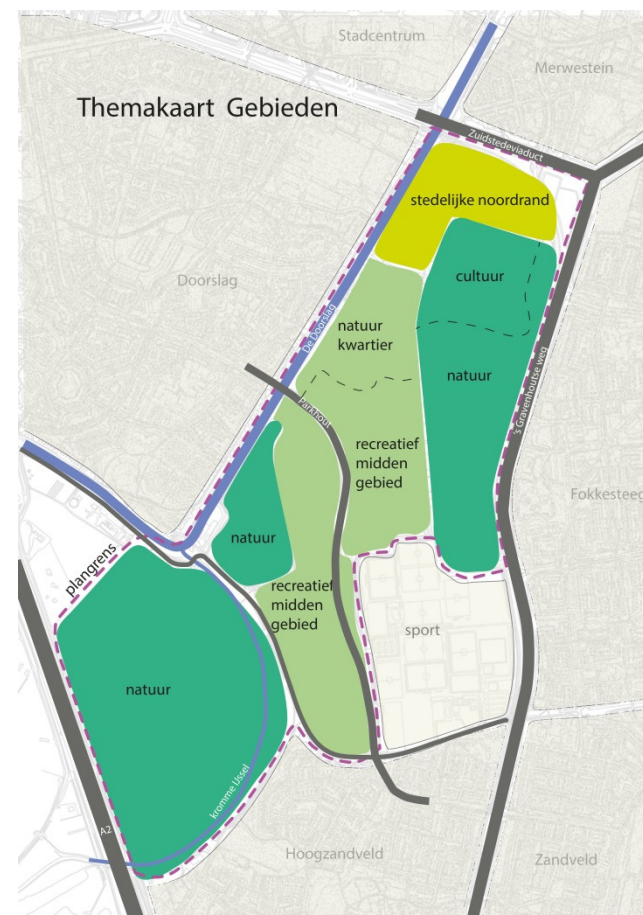 Stadcentrum
Merwestein
Themakaart Gebieden
Zuidstedeviaduct
stedelijke noordrand
Doorslag
cultuur
De Doorslag
natuur
kwartier
natuur
's Gravenhoutse weg
Parkhout
recreatief
midden
gebied
Fokkesteeg
natuur
plangrens
recreatief
midden
gebied
sport
natuur
kromme IJssel
A2
Hoogzandveld
Zandveld